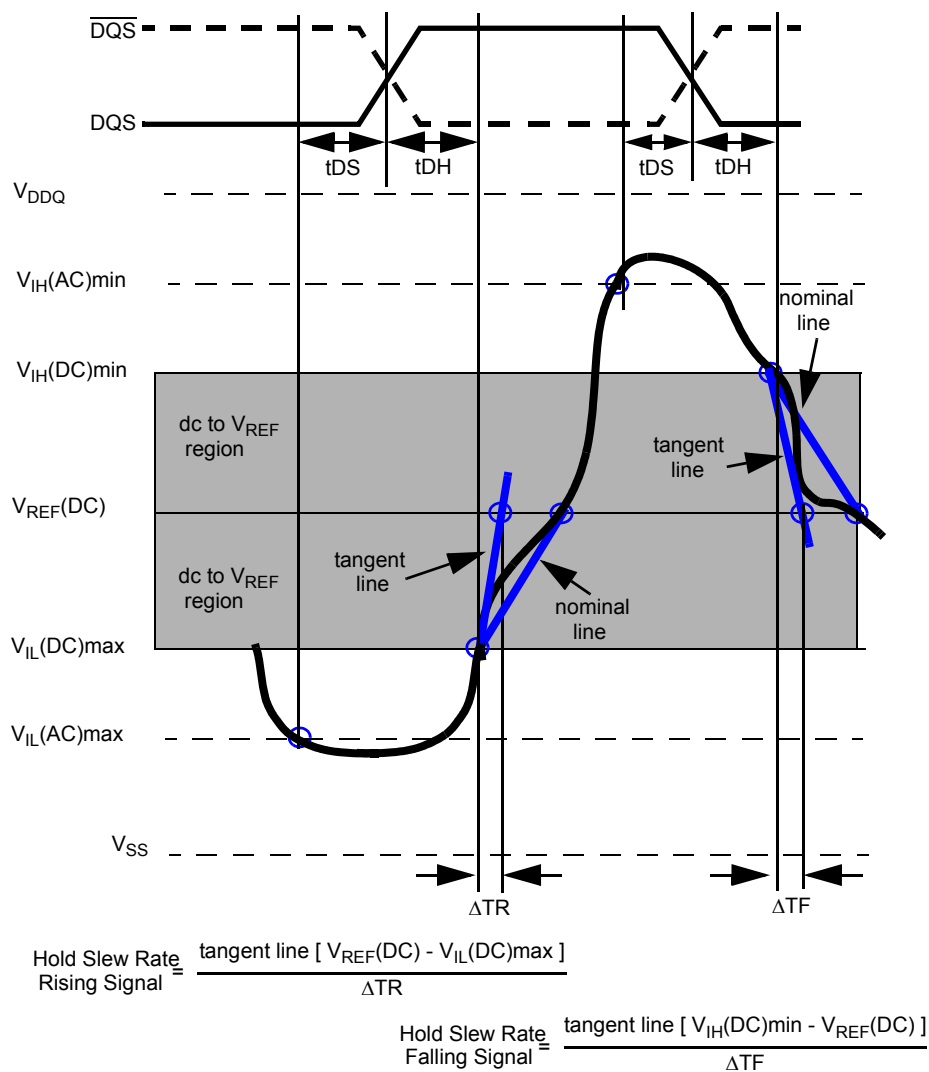 DQS
DQS
tDS
tDH
tDS
tDH
VDDQ
VIH(AC)min
nominal
line
VIH(DC)min
dc to VREF
region
tangent
line
VREF(DC)
tangent
line
dc to VREF
region
nominal
line
VIL(DC)max
VIL(AC)max
VSS
ΔTR
ΔTF
Hold Slew Rate
Rising Signal
=
tangent line [ VREF(DC) - VIL(DC)max ]
ΔTR
Hold Slew Rate
Falling Signal
=
tangent line [ VIH(DC)min - VREF(DC) ]
ΔTF